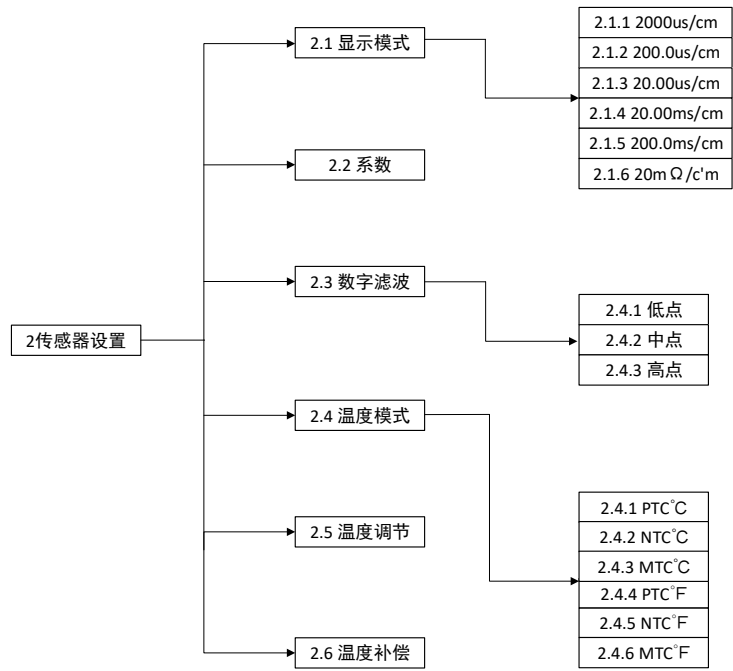 2传感器设置
2.1 显示模式
2.1.1 2000us/cm
2.1.2 200.0us/cm
2.1.3 20.00us/cm
2.1.4 20.00ms/cm
2.1.5 200.0ms/cm
2.1.6 20mΩ/c'm
2.2 系数
2.3 数字滤波
2.4.1 低点
2.4.2 中点
2.4.3 高点
2.4 温度模式
2.4.1 PTC℃
2.4.2 NTC℃
2.4.3 MTC℃
2.4.4 PTC℉
2.4.5 NTC℉
2.4.6 MTC℉
2.5 温度调节
2.6 温度补偿